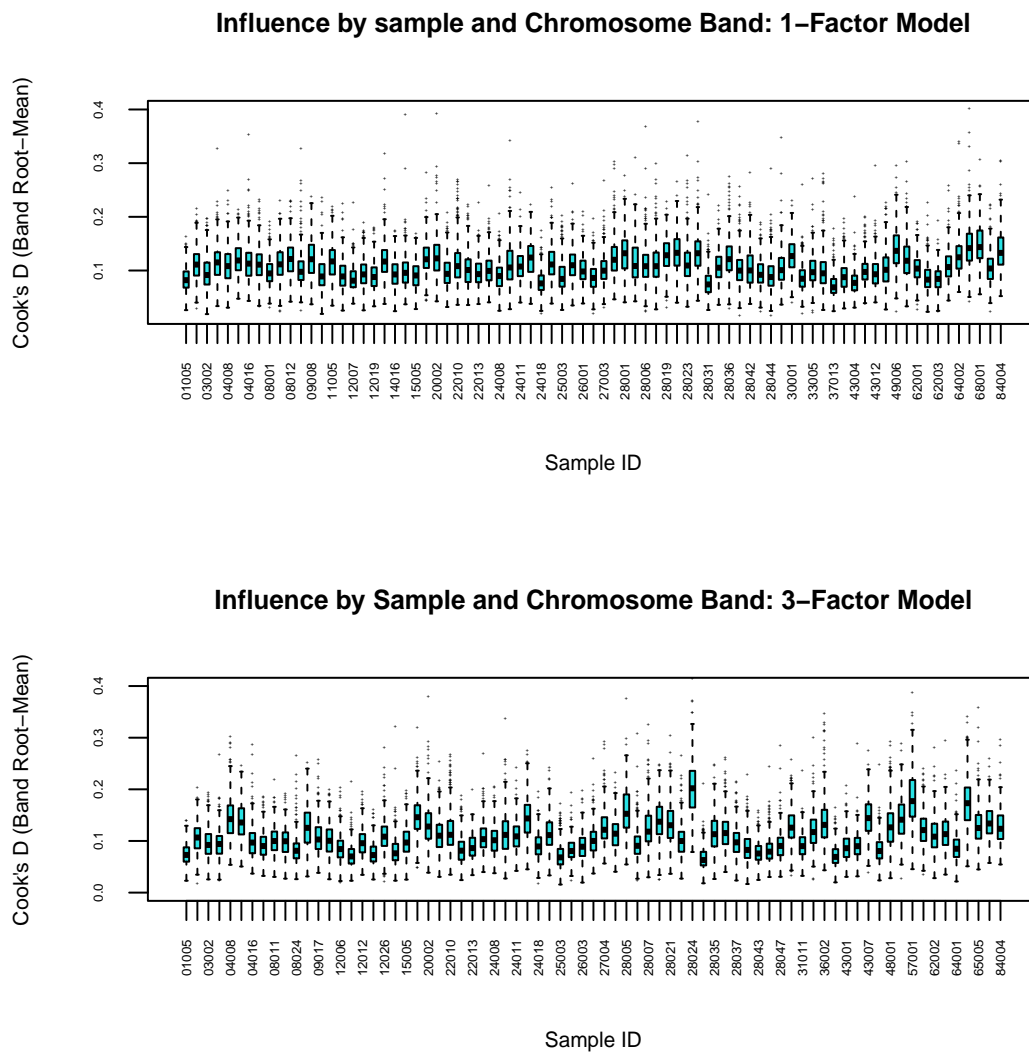 Influence by sample and Chromosome Band: 1−Factor Model
Cook's D (Band Root−Mean)
0.4
0.3
0.2
0.1
01005 03002 04008 04016 08001 08012 09008 11005 12007 12019 14016 15005 20002 22010 22013 24008 24011 24018 25003 26001 27003 28001 28006 28019 28023 28031 28036 28042 28044 30001 33005 37013 43004 43012 49006 62001 62003 64002 68001 84004
Sample ID
Influence by Sample and Chromosome Band: 3−Factor Model
Cook's D (Band Root−Mean)
0.4
0.3
0.2
0.1
0.0
01005 03002 04008 04016 08011 08024 09017 12006 12012 12026 15005 20002 22010 22013 24008 24011 24018 25003 26003 27004 28005 28007 28021 28024 28035 28037 28043 28047 31011 36002 43001 43007 48001 57001 62002 64001 65005 84004
Sample ID